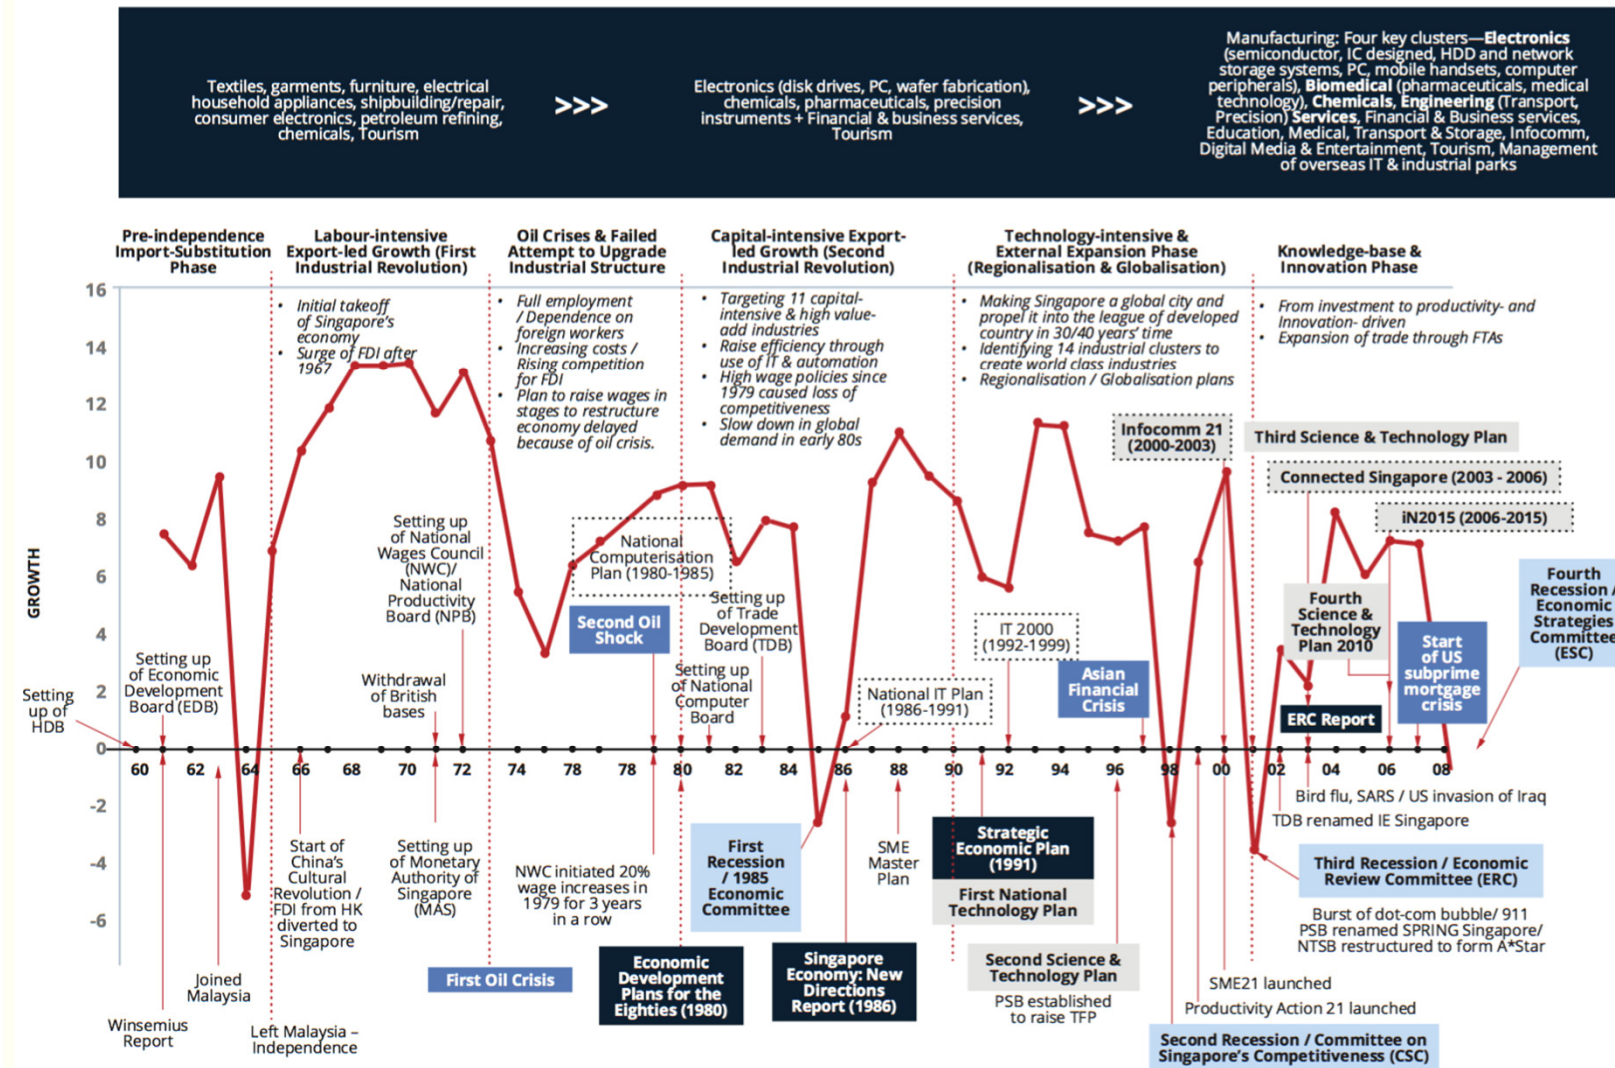 Textiles, garments, furniture, electrical
household appliances, shipbuilding/repair,
consumer electronics, petroleum refining,
chemicals, Tourism
>>>
Electronics (disk drives, PC, wafer fabrication),
chemicals, pharmaceuticals, precision
instruments + Financial & business services,
Tourism
>>>
Manufacturing: Four key clusters—Electronics
(semiconductor, IC designed, HDD and network
storage systems, PC, mobile handsets, computer
peripherals), Biomedical (pharmaceuticals, medical
technology), Chemicals, Engineering (Transport,
Precision) Services, Financial & Business services,
Education, Medical, Transport & Storage, Infocomm,
Digital Media & Entertainment, Tourism, Management
of overseas IT & industrial parks
Pre-independence
Import-Substitution
Phase
Labour-intensive
Export-led Growth (First
Industrial Revolution)
Oil Crises & Failed
Attempt to Upgrade
Industrial Structure
Capital-intensive Export-
led Growth (Second
Industrial Revolution)
Technology-intensive &
External Expansion Phase
(Regionalisation & Globalisation)
Knowledge-base &
Innovation Phase
• Initial takeoff
of Singapore's
economy
• Surge of FDI after
1967
• Full employment
/ Dependence on
foreign workers
• Increasing costs /
Rising competition
for FDI
• Plan to raise wages in
stages to restructure
economy delayed
because of oil crisis.
• Targeting 11 capital-
intensive & high value-
add industries
• Raise efficiency through
use of IT & automation
• High wage policies since
1979 caused loss of
competitiveness
• Slow down in global
demand in early 80s
• Making Singapore a global city and
propel it into the league of developed
country in 30/40 years' time
• Identifying 14 industrial clusters to
create world class industries
• Regionalisation / Globalisation plans
• From investment to productivity- and
Innovation- driven
• Expansion of trade through FTAs
GROWTH
16
14
12
10
8
6
4
2
0
-2
-4
-6
60
62
64
66
68
70
72
74
76
78
78
80
82
84
86
88
90
92
94
96
98
00
02
04
06
08
Setting
up of
HDB
Setting up
of Economic
Development
Board (EDB)
Withdrawal
of British
bases
Setting up
of National
Wages Council
(NWC)/
National
Productivity
Board (NPB)
National
Computerisation
Plan (1980-1985)
Second Oil
Shock
Setting up
of National
Computer
Board
Setting up
of Trade
Development
Board (TDB)
National IT Plan
(1986-1991)
IT 2000
(1992-1999)
Asian
Financial
Crisis
Infocomm 21
(2000-2003)
Third Science & Technology Plan
Connected Singapore (2003 - 2006)
iN2015 (2006-2015)
Fourth
Science &
Technology
Plan 2010
ERC Report
Start
of US
subprime
mortgage
crisis
Fourth
Recession /
Economic
Strategies
Committee
(ESC)
Winsemius
Report
Joined
Malaysia
Left Malaysia –
Independence
Start of
China's
Cultural
Revolution /
FDI from HK
diverted to
Singapore
Setting up
of Monetary
Authority of
Singapore
(MAS)
First Oil Crisis
NWC initiated 20%
wage increases in
1979 for 3 years
in a row
Economic
Development
Plans for the
Eighties (1980)
First
Recession
/ 1985
Economic
Committee
Singapore
Economy: New
Directions
Report (1986)
SME
Master
Plan
Strategic
Economic Plan
(1991)
First National
Technology Plan
Second Science &
Technology Plan
PSB established
to raise TFP
Second Recession / Committee on
Singapore's Competitiveness (CSC)
Productivity Action 21 launched
SME21 launched
Bird flu, SARS / US invasion of Iraq
TDB renamed IE Singapore
Third Recession / Economic
Review Committee (ERC)
Burst of dot-com bubble/ 911
PSB renamed SPRING Singapore/
NTSB restructured to form A*Star